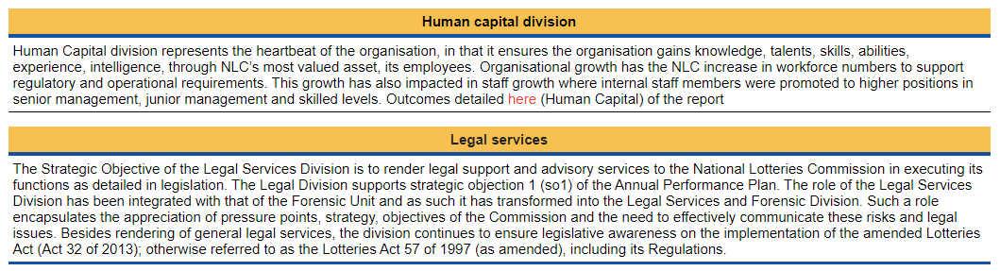 Human capital division
Human Capital division represents the heartbeat of the organisation, in that it ensures the organisation gains knowledge, talents, skills, abilities,
experience, intelligence, through NLC's most valued asset, its employees. Organisational growth has the NLC increase in workforce numbers to support
regulatory and operational requirements. This growth has also impacted in staff growth where internal staff members were promoted to higher positions in
senior management, junior management and skilled levels. Outcomes detailed here (Human Capital) of the report
Legal services
The Strategic Objective of the Legal Services Division is to render legal support and advisory services to the National Lotteries Commission in executing its
functions as detailed in legislation. The Legal Division supports strategic objection 1 (so1) of the Annual Performance Plan. The role of the Legal Services
Division has been integrated with that of the Forensic Unit and as such it has transformed into the Legal Services and Forensic Division. Such a role
encapsulates the appreciation of pressure points, strategy, objectives of the Commission and the need to effectively communicate these risks and legal
issues. Besides rendering of general legal services, the division continues to ensure legislative awareness on the implementation of the amended Lotteries
Act (Act 32 of 2013); otherwise referred to as the Lotteries Act 57 of 1997 (as amended), including its Regulations.